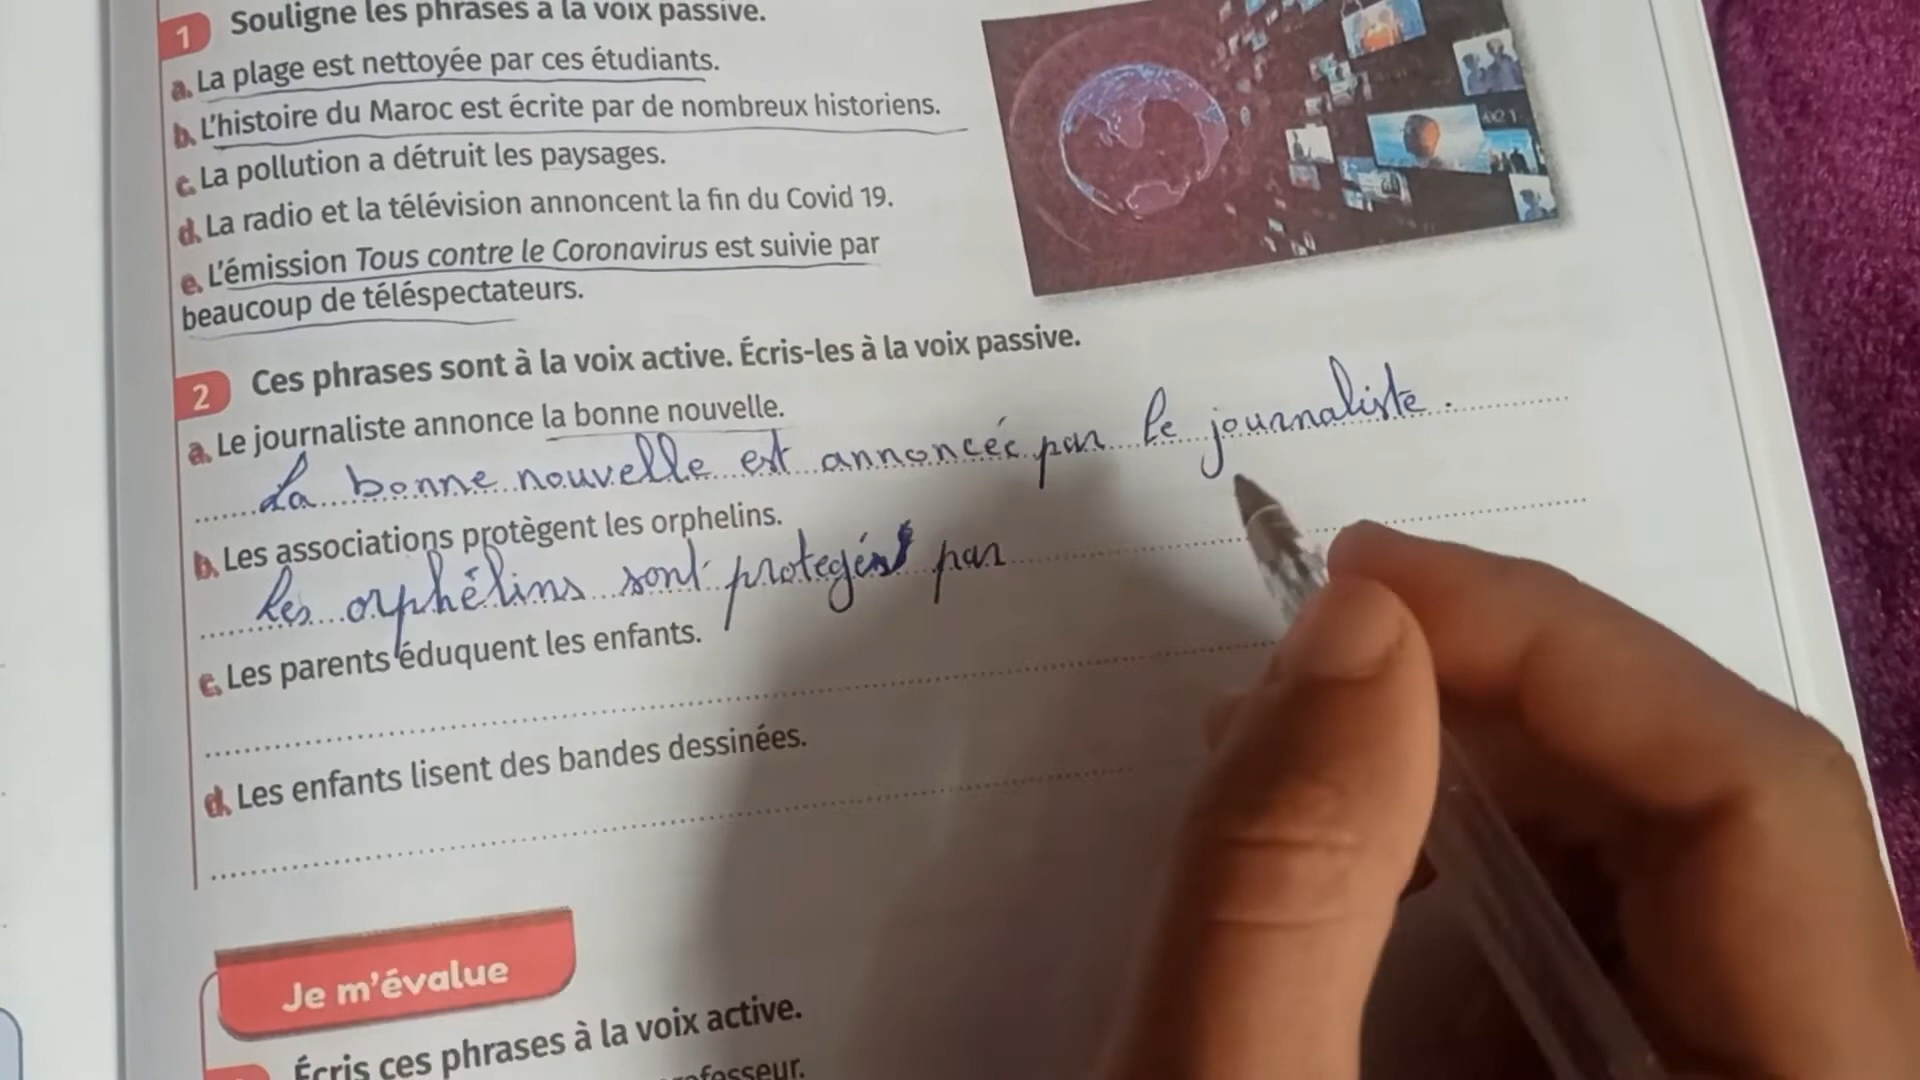 1 Souligne les phrases à la voix passive.
a. La plage est nettoyée par ces étudiants.
b. L'histoire du Maroc est écrite par de nombreux historiens.
c. La pollution a détruit les paysages.
d. La radio et la télévision annoncent la fin du Covid 19.
e. L'émission Tous contre le Coronavirus est suivie par
beaucoup de téléspectateurs.
2 Ces phrases sont à la voix active. Écris-les à la voix passive.
a. Le journaliste annonce la bonne nouvelle.
La bonne nouvelle est annoncée par le journaliste.
b. Les associations protègent les orphelins.
Les orphélins sont protegés par
c. Les parents éduquent les enfants.
d. Les enfants lisent des bandes dessinées.
Je m'évalue
Écris ces phrases à la voix active.